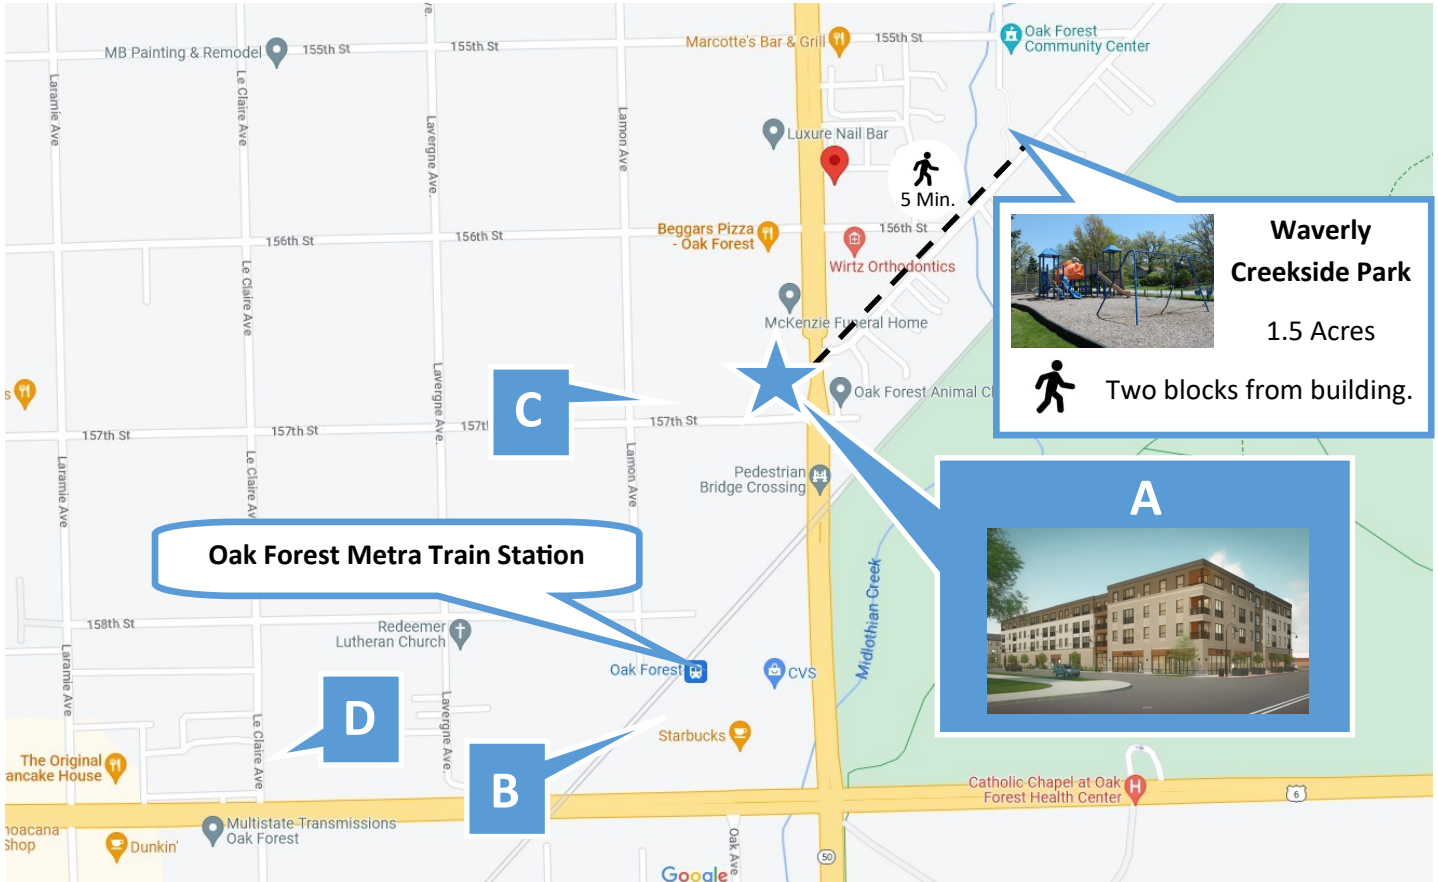 155th St
155th St
155th St
MB Painting & Remodel
Marcotte's Bar & Grill
Oak Forest
Community Center
Laramie Ave
Le Claire Ave
Lavergne Ave.
Lamon Ave
Luxure Nail Bar
5 Min.
156th St
156th St
156th St
Beggars Pizza
- Oak Forest
Wirtz Orthodontics
Waverly
Creekside Park
1.5 Acres
Two blocks from building.
Le Claire Ave
McKenzie Funeral Home
Lavergne Ave.
C
Oak Forest Animal
157th St
157th St
157th St
Laramie Ave
Le Claire Ave
Lamon Ave
Pedestrian
Bridge Crossing
A
Oak Forest Metra Train Station
Midlothian Creek
158th St
Redeemer
Lutheran Church
Oak Forest
CVS
Laramie Ave
Le Claire Ave
Lavergne Ave.
D
Starbucks
B
The Original
ancake House
Catholic Chapel at Oak
Forest Health Center
H
6
Multistate Transmissions
Oak Forest
Dunkin'
Shop
Oak Ave
50
Google